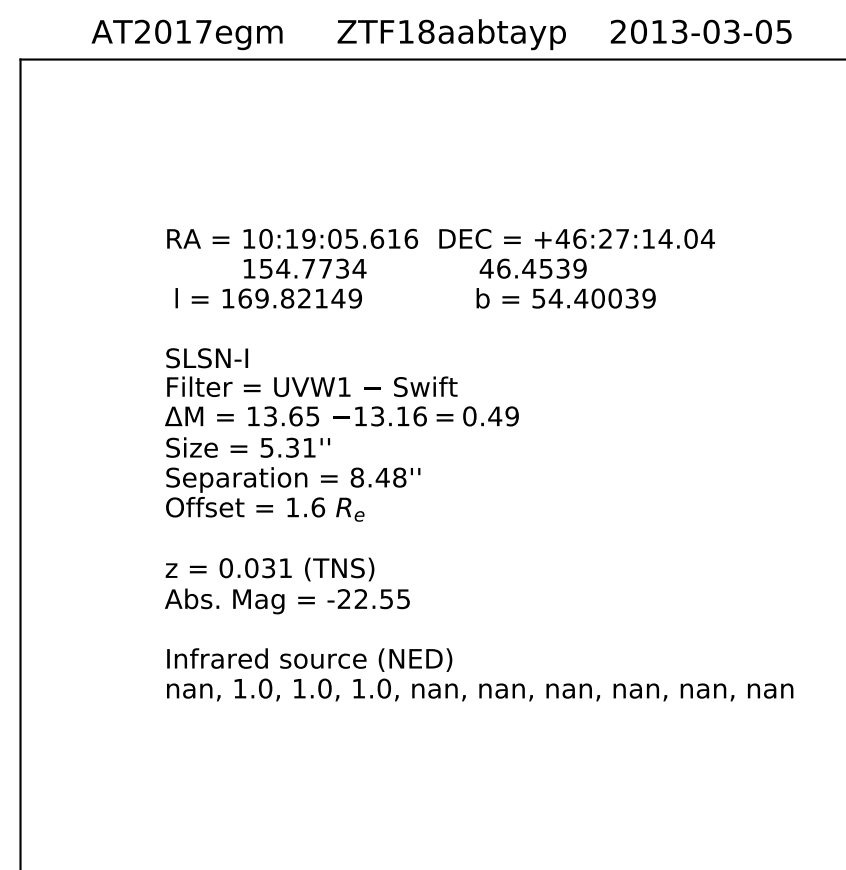 AT2017egm ZTF18aabtayp 2013-03-05
RA = 10:19:05.616 DEC = +46:27:14.04
154.7734 46.4539
l = 169.82149 b = 54.40039
SLSN-I
Filter = UVW1 − Swift
ΔM = 13.65 −13.16 = 0.49
Size = 5.31''
Separation = 8.48''
Offset = 1.6 Rₑ
z = 0.031 (TNS)
Abs. Mag = -22.55
Infrared source (NED)
nan, 1.0, 1.0, 1.0, nan, nan, nan, nan, nan, nan